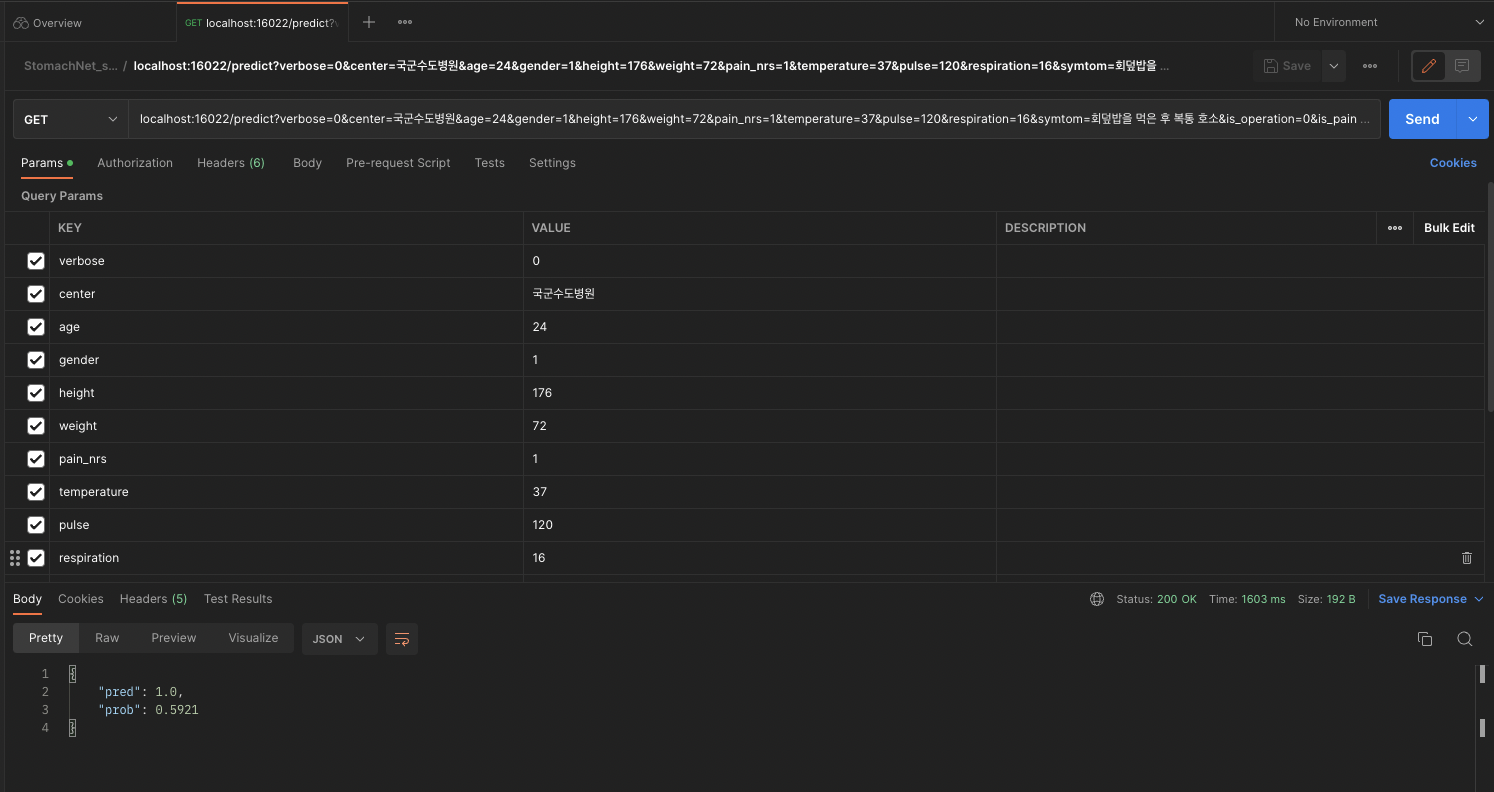 Overview GET localhost:16022/predict?v No Environment
StomachNet_s... / localhost:16022/predict?verbose=0&center=국군수도병원&age=24&gender=1&height=176&weight=72&pain_nrs=1&temperature=37&pulse=120&respiration=16&symtom=회덮밥을 ... Save
GET localhost:16022/predict?verbose=0&center=국군수도병원&age=24&gender=1&height=176&weight=72&pain_nrs=1&temperature=37&pulse=120&respiration=16&symtom=회덮밥을 먹은 후 복통 호소&is_operation=0&is_pain ... Send
Params Authorization Headers (6) Body Pre-request Script Tests Settings Cookies
Query Params
KEY VALUE DESCRIPTION Bulk Edit
verbose 0
center 국군수도병원
age 24
gender 1
height 176
weight 72
pain_nrs 1
temperature 37
pulse 120
respiration 16
Body Cookies Headers (5) Test Results Status: 200 OK Time: 1603 ms Size: 192 B Save Response
Pretty Raw Preview Visualize JSON
1 {
2 "pred": 1.0,
3 "prob": 0.5921
4 }